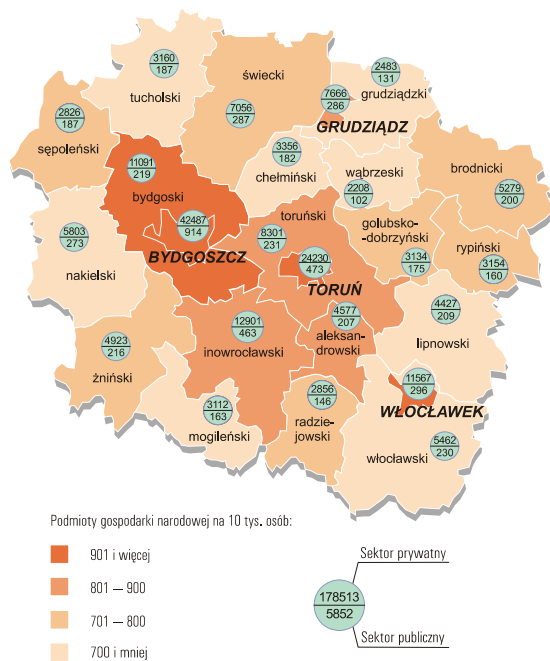 3160
187
tucholski
świecki
7056
287
2483
131
grudziądzki
7666
286
GRUDZIĄDZ
2826
187
sępoleński
3356
182
chełmiński
wąbrzeski
2208
102
brodnicki
5279
200
11091
219
bydgoski
42487
914
BYDGOSZCZ
toruński
8301
231
24230
473
TORUŃ
golubsko-
-dobrzyński
3134
175
rypiński
3154
160
5803
273
nakielski
4577
207
aleksan-
drowski
4427
209
lipnowski
12901
463
inowrocławski
4923
216
żniński
3112
163
mogileński
2856
146
radzie-
jowski
11567
296
WŁOCŁAWEK
5462
230
włocławski
Podmioty gospodarki narodowej na 10 tys. osób:
901 i więcej
801 — 900
701 — 800
700 i mniej
Sektor prywatny
178513
5852
Sektor publiczny